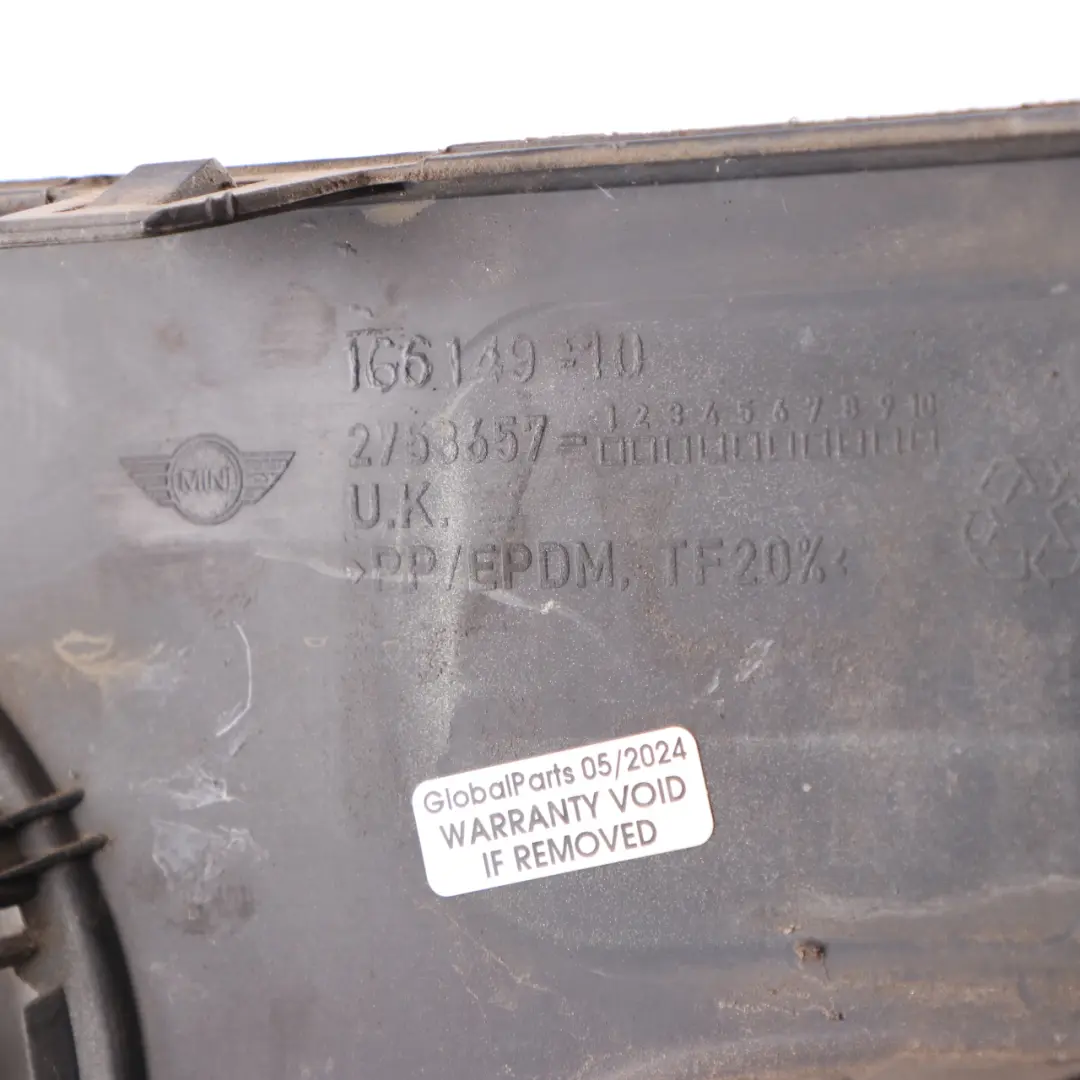 166149-10
2753657-
1 2 3 4 5 6 7 8 9 10
MINI
U.K.
>PP/EPDM, TF20%<
GlobalParts 05/2024
WARRANTY VOID
IF REMOVED